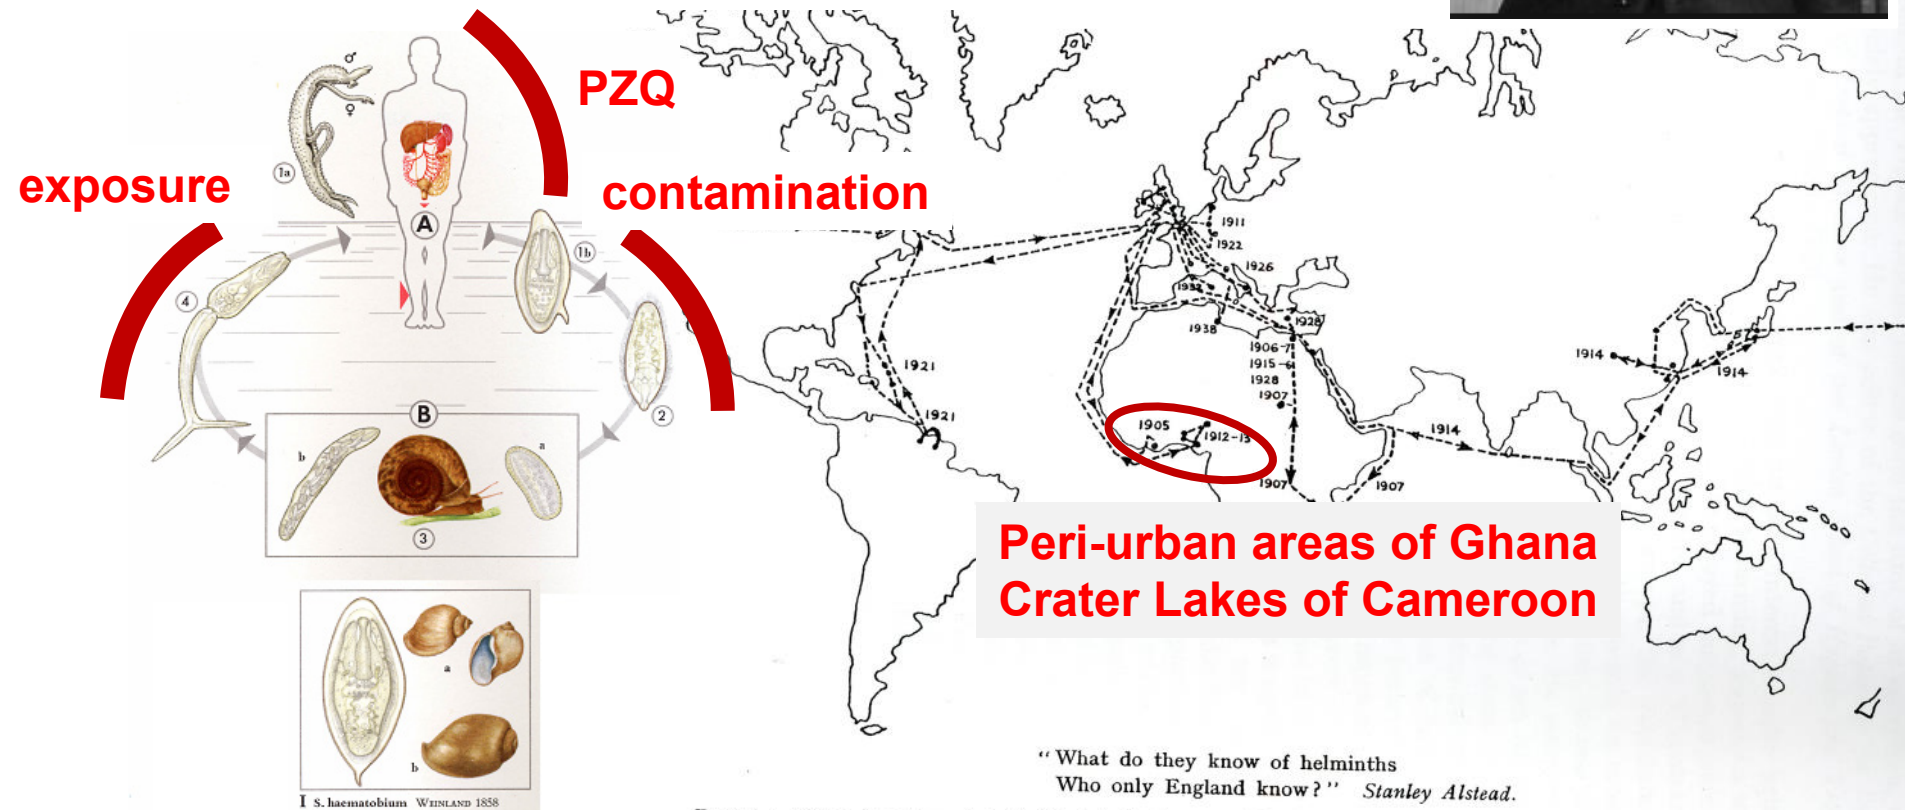 exposure
PZQ
contamination
♂
♀
1a
A
1b
4
2
B
b
a
3
a
b
I S. haematobium WEINLAND 1858
1911
1922
1926
1932
1938
1928
1906-7
1915-6
1928
1907
1921
1921
1905
1912-13
1907
1907
1914
1914
1914
Peri-urban areas of Ghana
Crater Lakes of Cameroon
“What do they know of helminths
Who only England know?” Stanley Alstead.